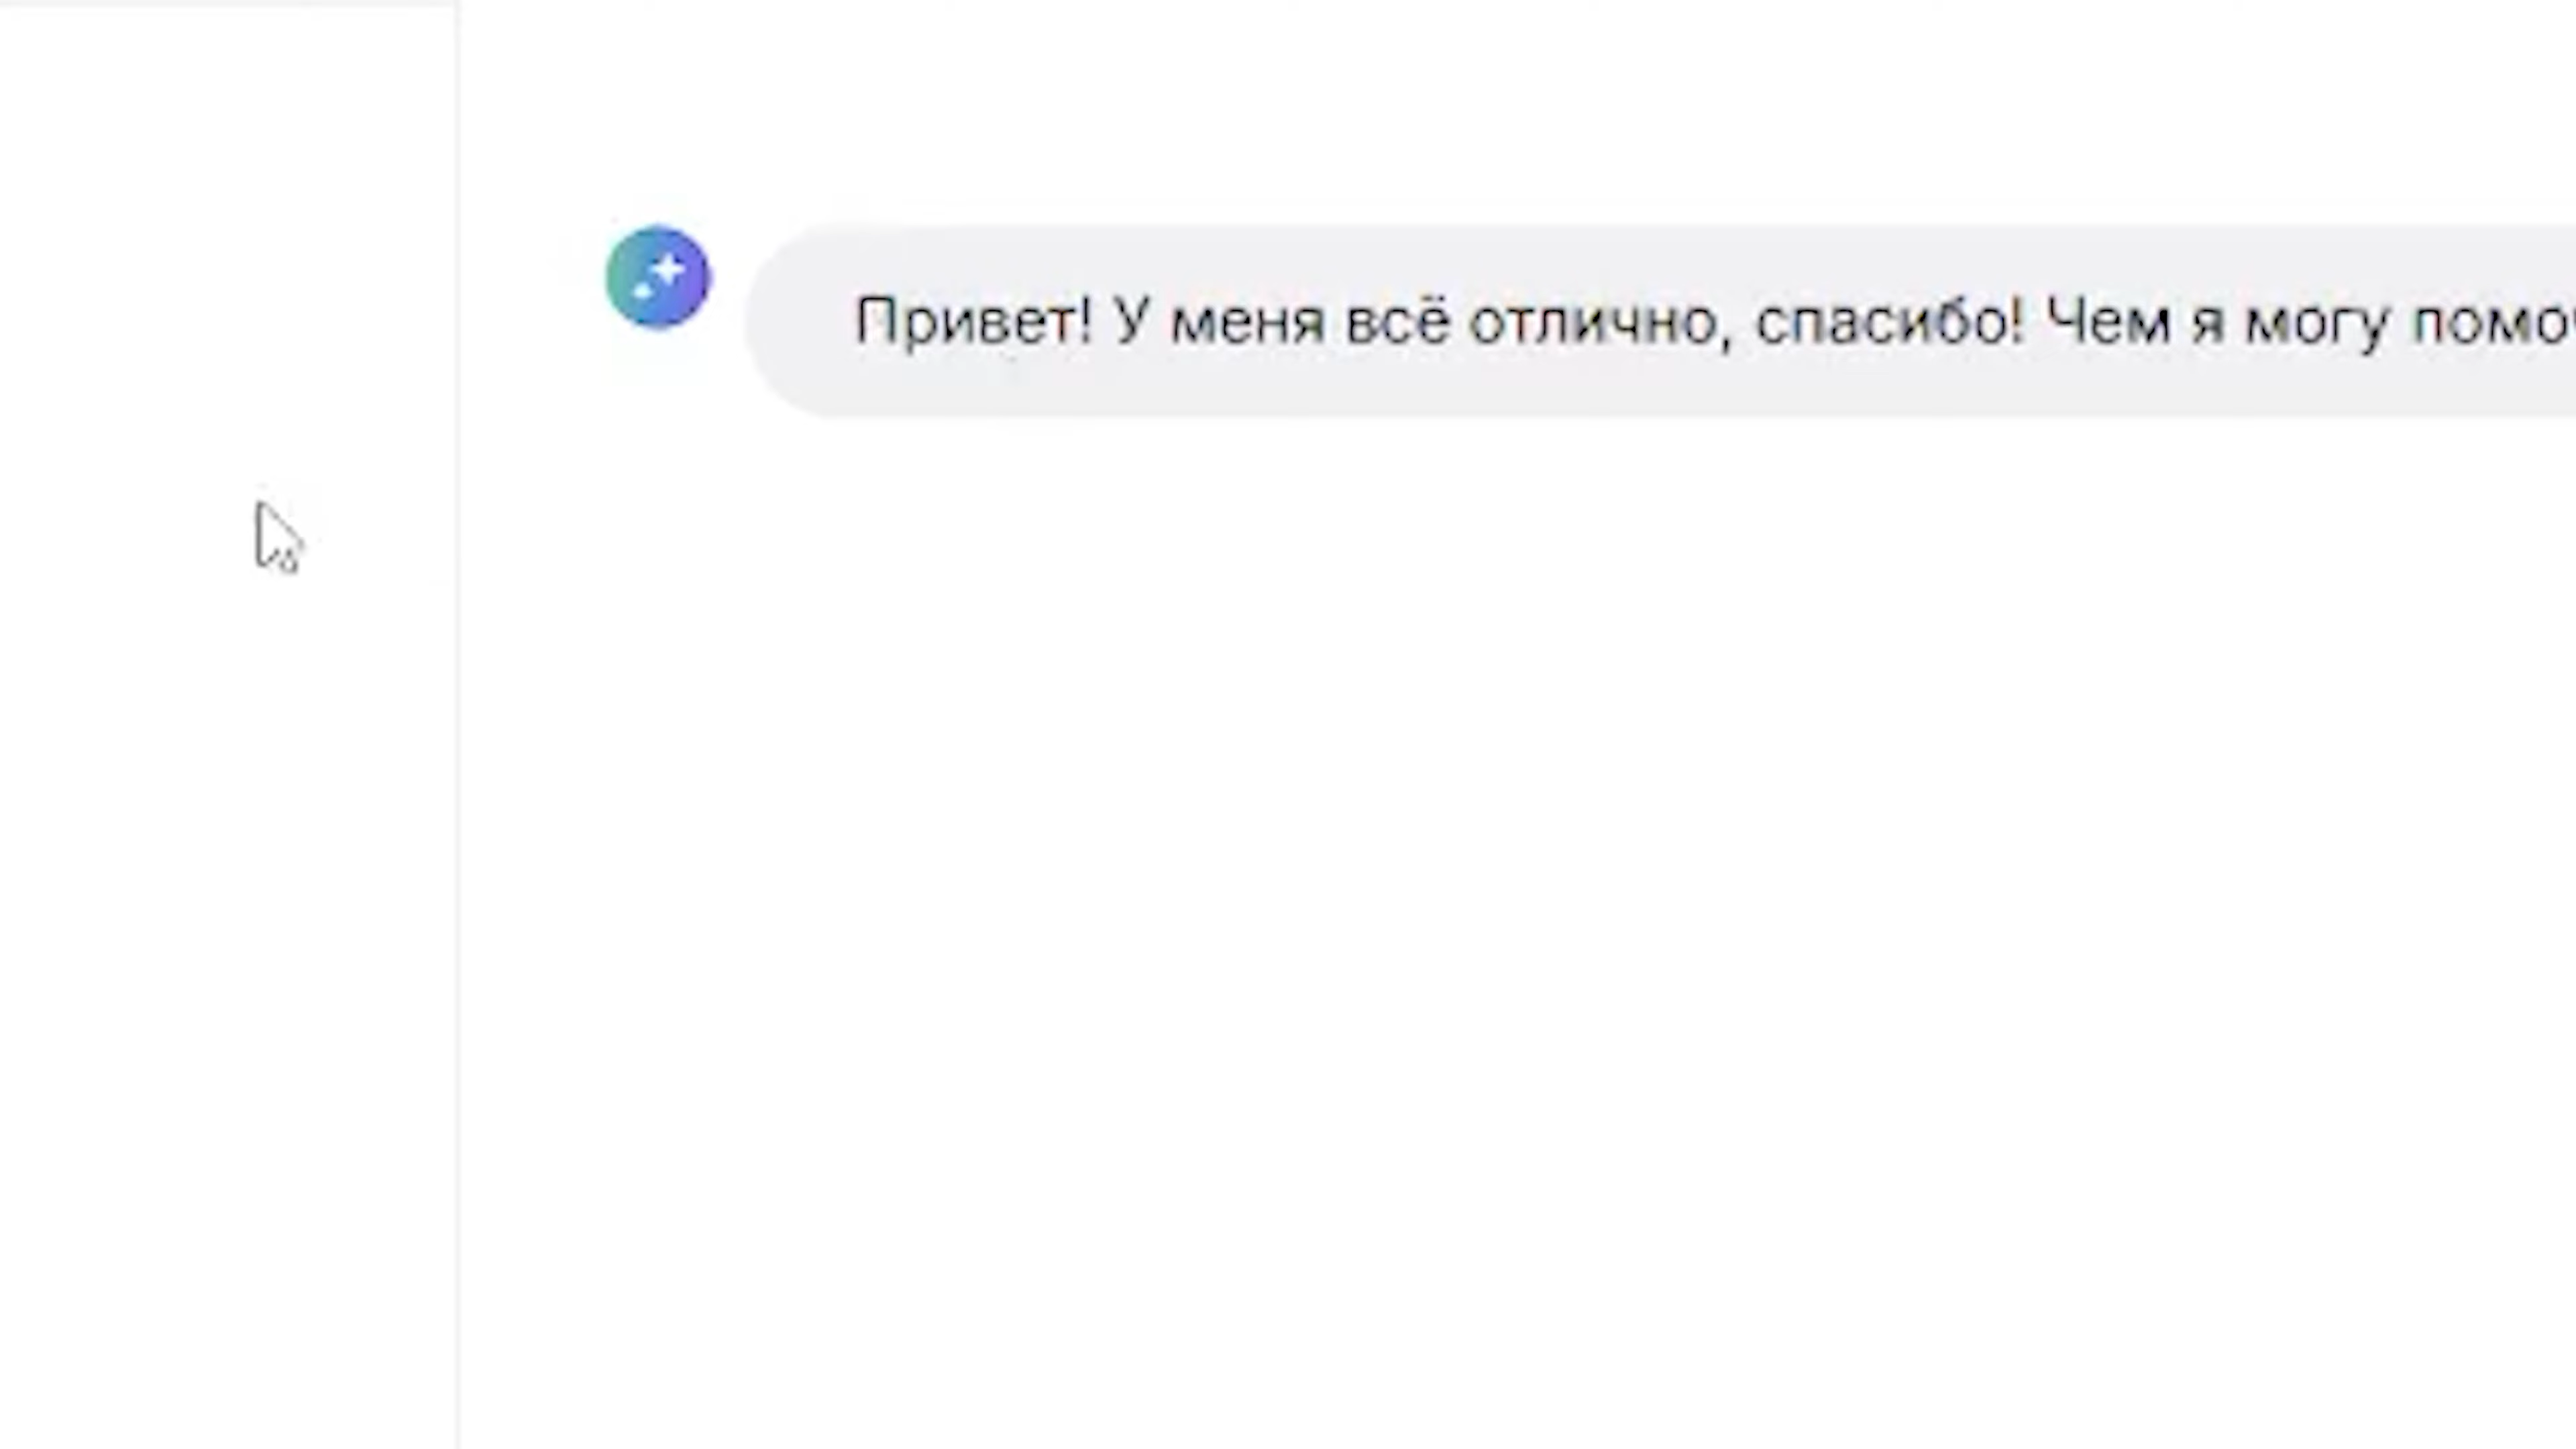 Привет! У меня всё отлично, спасибо! Чем я могу